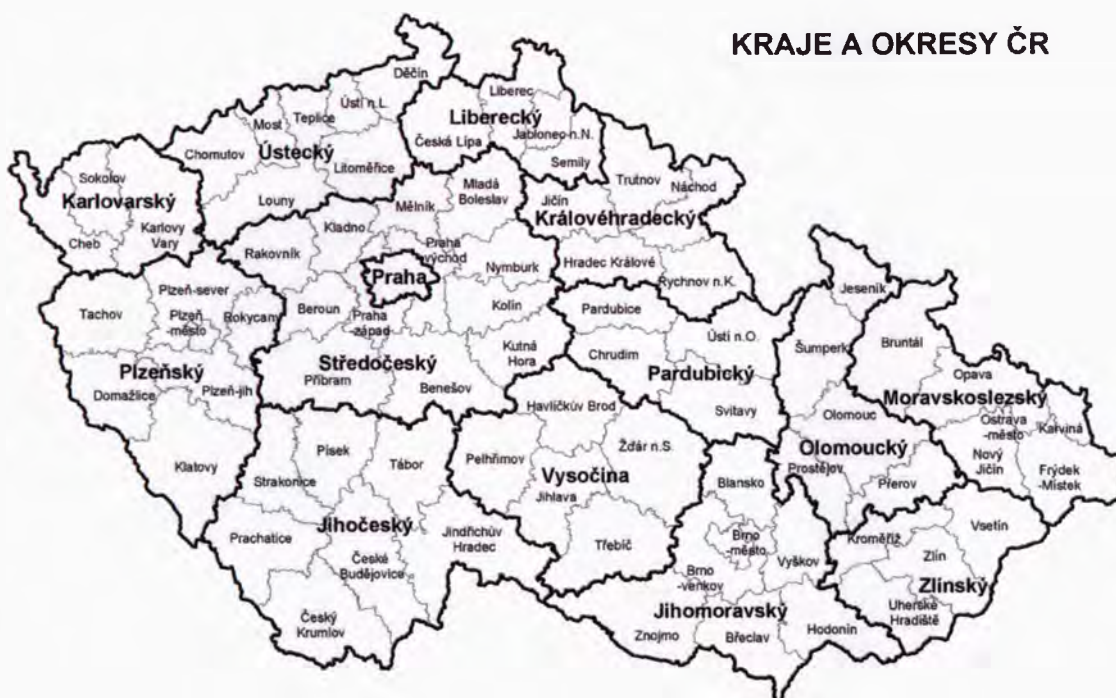 KRAJE A OKRESY ČR
Děčín
Liberec
Ústí n.L.
Teplice
Most
Liberecký
Jablonec n.N.
Česká Lípa
Chomutov
Ústecký
Litoměřice
Semily
Sokolov
Karlovarský
Louny
Mělník
Mladá
Boleslav
Jičín
Trutnov
Náchod
Královéhradecký
Cheb
Karlovy
Vary
Rakovník
Kladno
Praha
-východ
Nymburk
Hradec Králové
Rychnov n.K.
Praha
Jeseník
Tachov
Plzeň-sever
Plzeň
-město
Rokycany
Beroun
Praha
-západ
Kolín
Pardubice
Ústí n.O.
Šumperk
Bruntál
Kutná
Hora
Chrudim
Středočeský
Pardubický
Plzeňský
Příbram
Benešov
Domažlice
Plzeň-jih
Svitavy
Opava
Moravskoslezský
Ostrava
-město
Karviná
Olomouc
Olomoucký
Havlíčkův Brod
Žďár n.S.
Písek
Tábor
Pelhřimov
Klatovy
Strakonice
Vysočina
Jihlava
Blansko
Prostějov
Přerov
Nový
Jičín
Frýdek
-Místek
Prachatice
Jihočeský
Jindřichův
Hradec
Třebíč
Brno
-město
Vyškov
Kroměříž
Vsetín
Zlín
Zlínský
České
Budějovice
Brno
-venkov
Český
Krumlov
Jihomoravský
Znojmo
Břeclav
Hodonín
Uherské
Hradiště